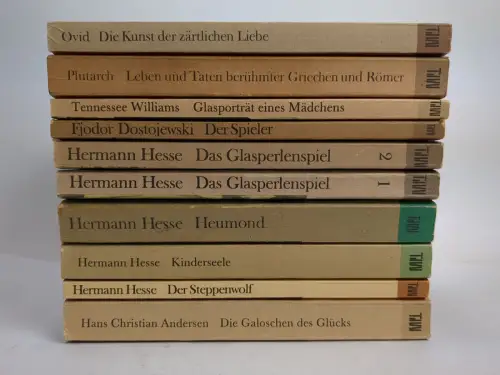 Ovid Die Kunst der zärtlichen Liebe
Plutarch Leben und Taten berühmter Griechen und Römer
Tennessee Williams Glasporträt eines Mädchens
Fjodor Dostojewski Der Spieler
Hermann Hesse Das Glasperlenspiel 2
Hermann Hesse Das Glasperlenspiel 1
Hermann Hesse Heumond
Hermann Hesse Kinderseele
Hermann Hesse Der Steppenwolf
Hans Christian Andersen Die Galoschen des Glücks